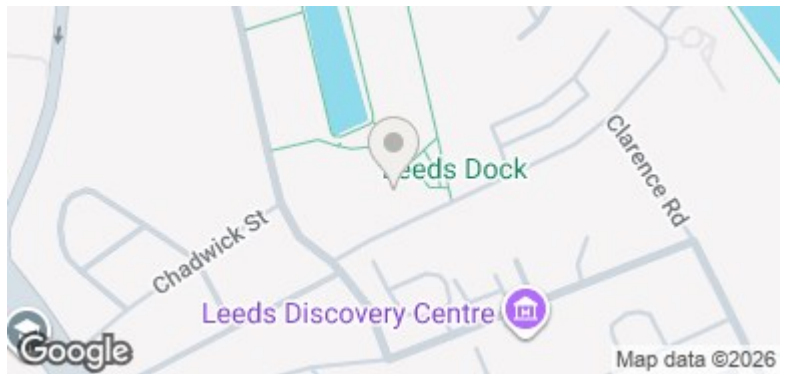 Leeds Dock
Clarence Rd
Chadwick St
Leeds Discovery Centre
Google
Map data ©2026